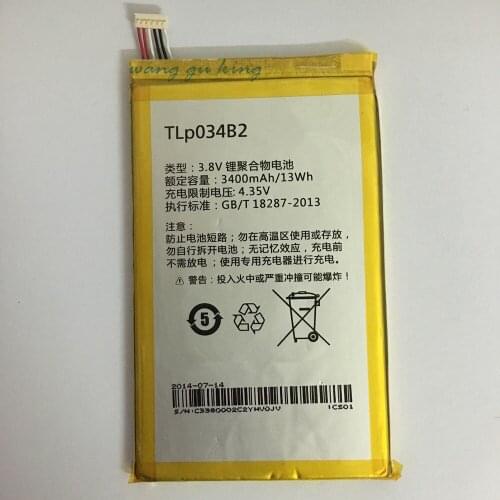 wang gu king
TLp034B2
类型: 3.8V 锂聚合物电池
额定容量: 3400mAh/13Wh
充电限制电压: 4.35V
执行标准: GB/T 18287-2013
注意:
防止电池短路; 勿在高温区使用或存放,
勿自行拆开电池; 无记忆效应, 充电前
不需放电; 使用专用充电器进行充电。
警告: 投入火中或严重冲撞可能爆炸!
5
2014-07-14
S/N:C3380002C2YHV0JV
!CS01